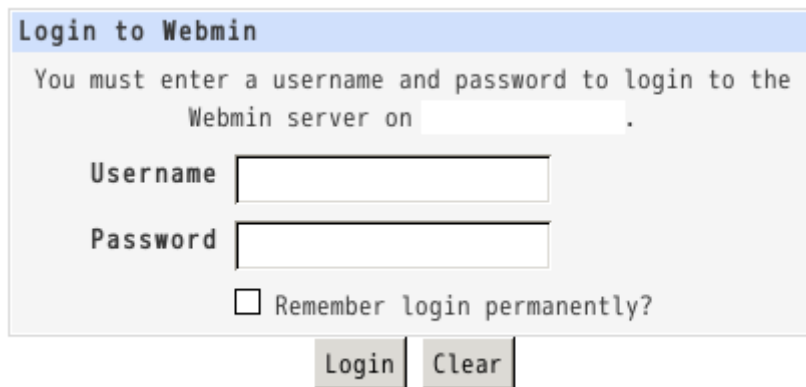 Login to Webmin
You must enter a username and password to login to the
Webmin server on .
Username
Password
Remember login permanently?
Login Clear